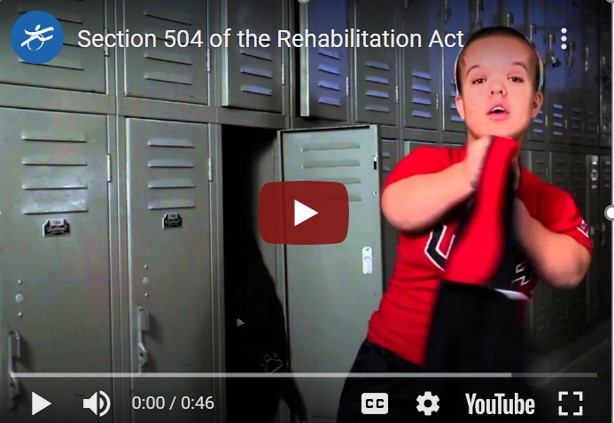 Section 504 of the Rehabilitation Act
0:00 / 0:46
CC
YouTube